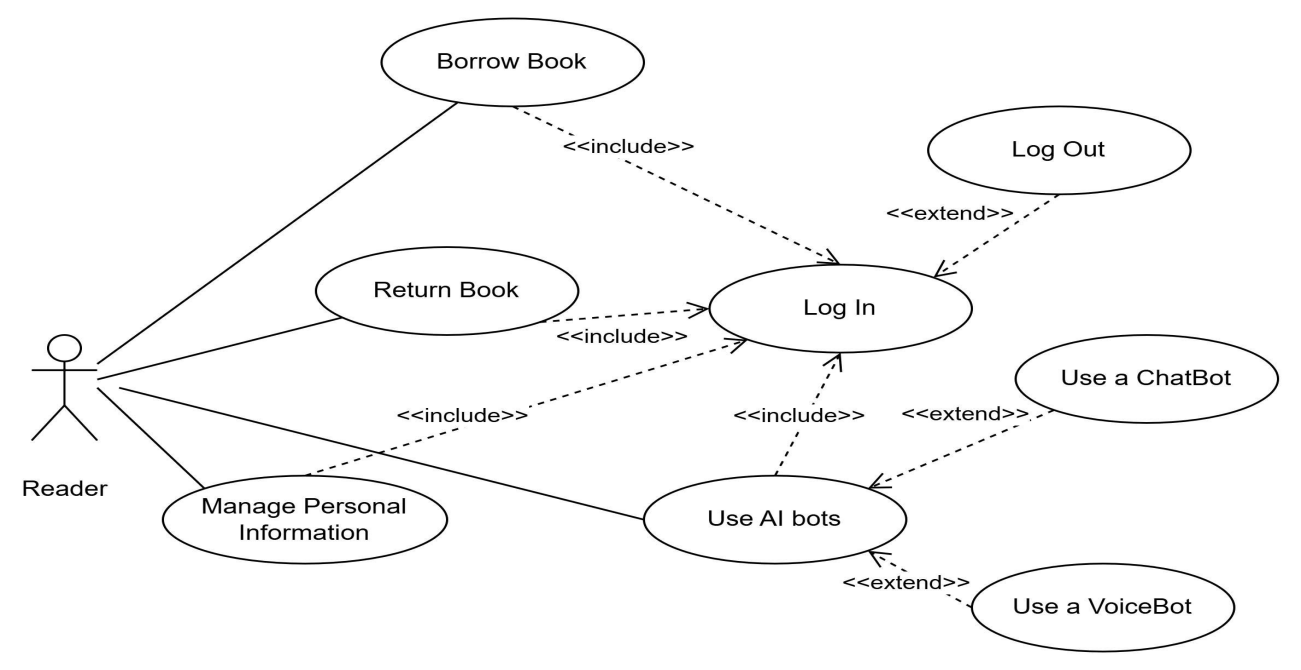 Borrow Book
<<include>>
Log Out
<<extend>>
Return Book
Log In
<<include>>
Use a ChatBot
<<include>>
<<include>>
<<extend>>
Reader
Manage Personal
Information
Use AI bots
<<extend>>
Use a VoiceBot